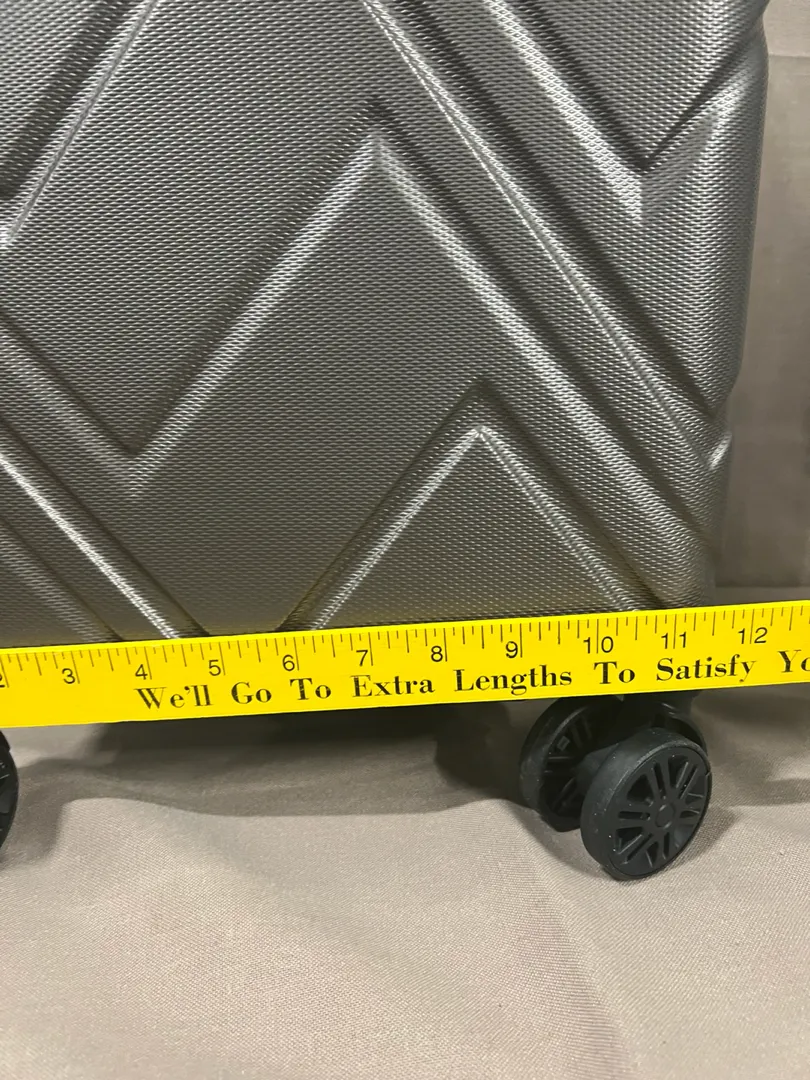 2 3 4 5 6 7 8 9 10 11 12
We'll Go To Extra Lengths To Satisfy Yo